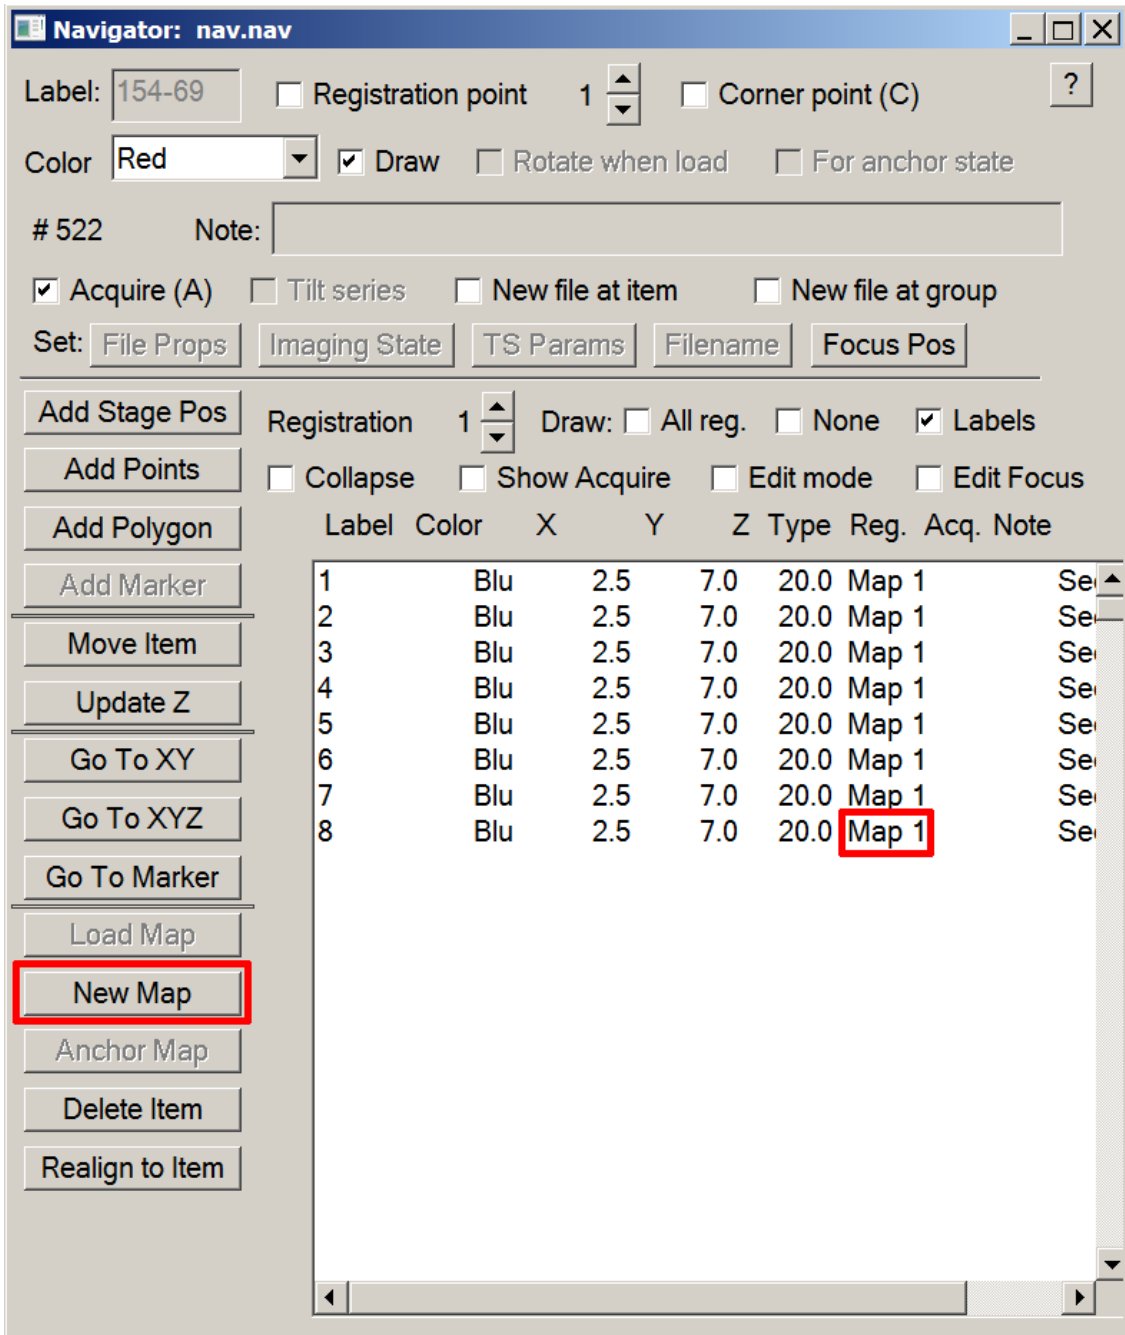 Navigator: nav.nav
Label: 154-69 Registration point 1 Corner point (C) ?
Color Red Draw Rotate when load For anchor state
# 522 Note:
Acquire (A) Tilt series New file at item New file at group
Set: File Props Imaging State TS Params Filename Focus Pos
Add Stage Pos Registration 1 Draw: All reg. None Labels
Add Points Collapse Show Acquire Edit mode Edit Focus
Add Polygon Label Color X Y Z Type Reg. Acq. Note
Add Marker 1 Blu 2.5 7.0 20.0 Map 1 Sec
2 Blu 2.5 7.0 20.0 Map 1 Sec
Move Item 3 Blu 2.5 7.0 20.0 Map 1 Sec
Update Z 4 Blu 2.5 7.0 20.0 Map 1 Sec
5 Blu 2.5 7.0 20.0 Map 1 Sec
Go To XY 6 Blu 2.5 7.0 20.0 Map 1 Sec
7 Blu 2.5 7.0 20.0 Map 1 Sec
Go To XYZ 8 Blu 2.5 7.0 20.0 Map 1 Sec
Go To Marker
Load Map
New Map
Anchor Map
Delete Item
Realign to Item